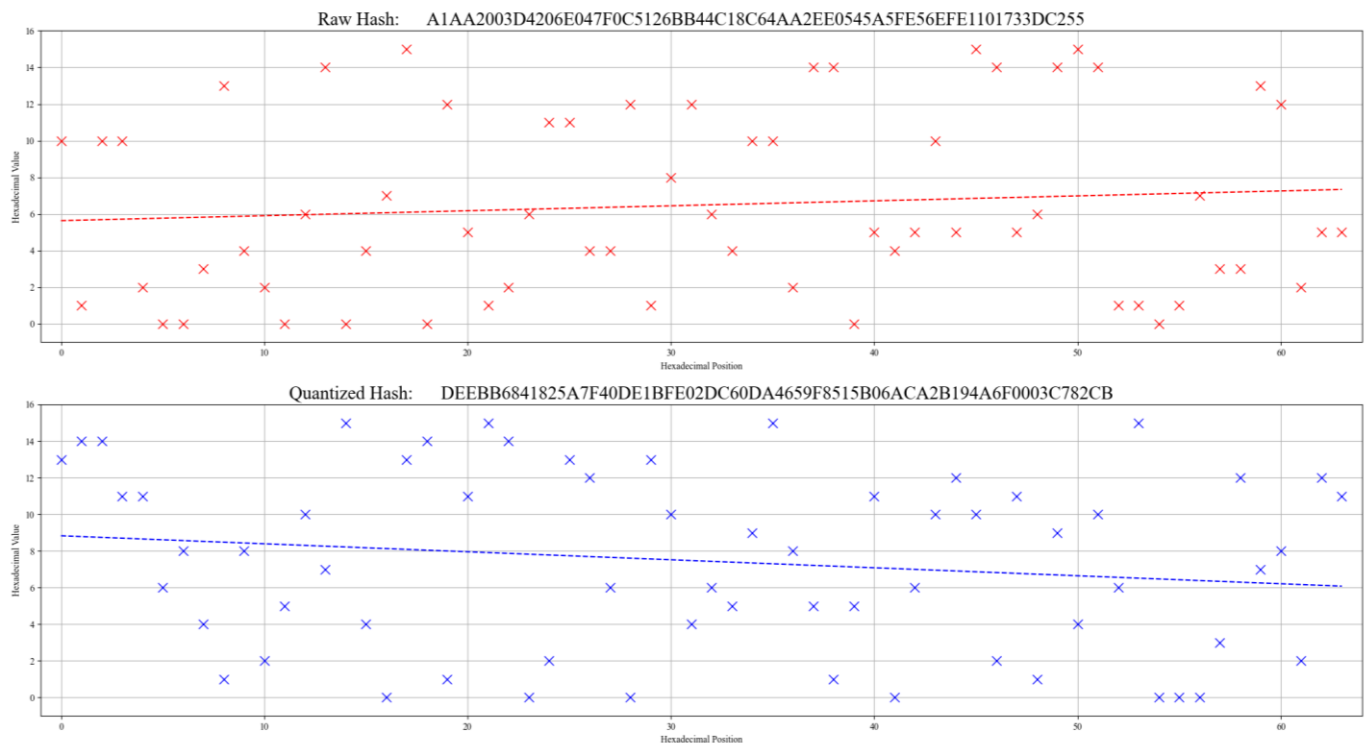 Raw Hash: A1AA2003D4206E047F0C5126BB44C18C64AA2EE0545A5FE56EFE1101733DC255
16
14
12
10
8
6
4
2
0
Hexadecimal Value
0 10 20 30 40 50 60
Hexadecimal Position
Quantized Hash: DEEBB6841825A7F40DE1BFE02DC60DA4659F8515B06ACA2B194A6F0003C782CB
16
14
12
10
8
6
4
2
0
Hexadecimal Value
0 10 20 30 40 50 60
Hexadecimal Position